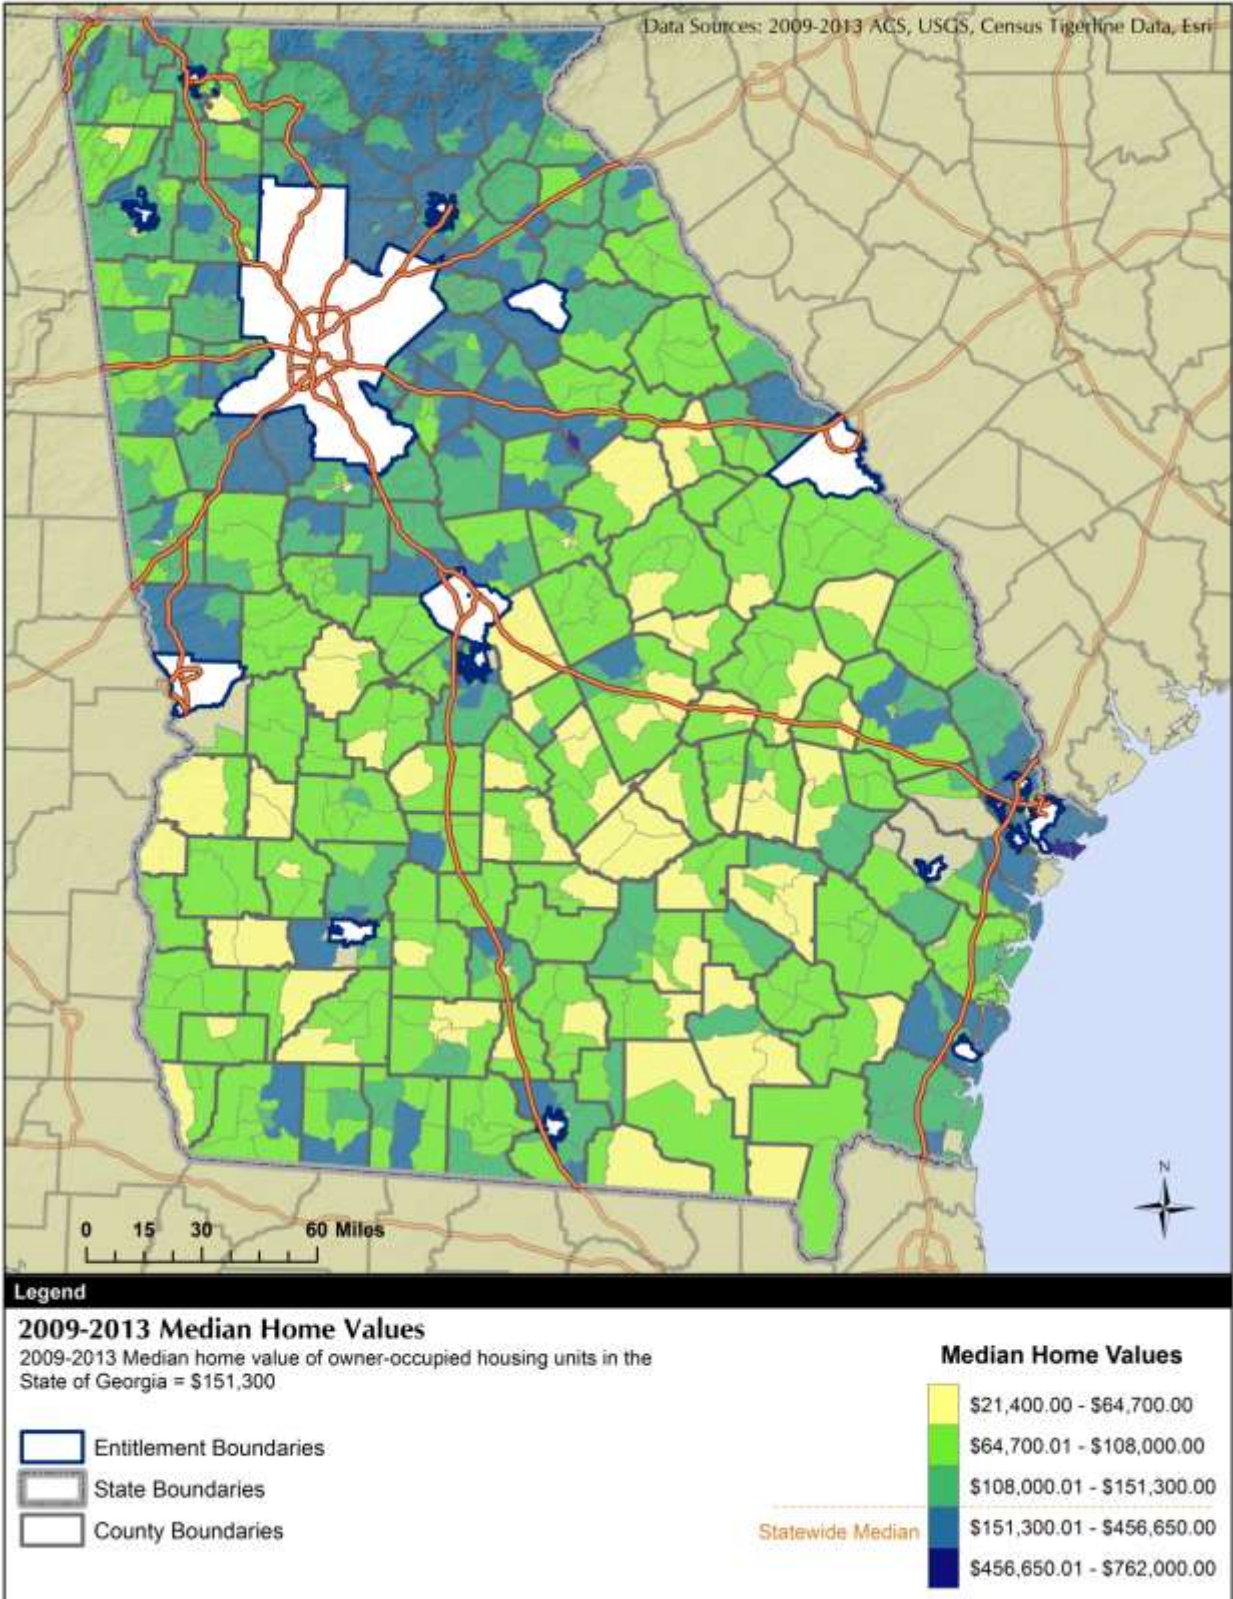 Data Sources: 2009-2013 ACS, USGS, Census Tigerline Data, Esri
N
0 15 30 60 Miles
Legend
2009-2013 Median Home Values
2009-2013 Median home value of owner-occupied housing units in the
State of Georgia = $151,300
Entitlement Boundaries
State Boundaries
County Boundaries
Median Home Values
$21,400.00 - $64,700.00
$64,700.01 - $108,000.00
$108,000.01 - $151,300.00
Statewide Median
$151,300.01 - $456,650.00
$456,650.01 - $762,000.00